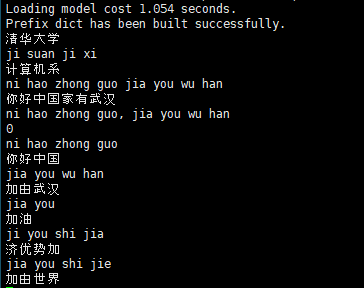 Loading model cost 1.054 seconds.
Prefix dict has been built successfully.
清华大学
ji suan ji xi
计算机系
ni hao zhong guo jia you wu han
你好中国家有武汉
ni hao zhong guo, jia you wu han
0
ni hao zhong guo
你好中国
jia you wu han
加由武汉
jia you
加油
ji you shi jia
济优势加
jia you shi jie
加由世界